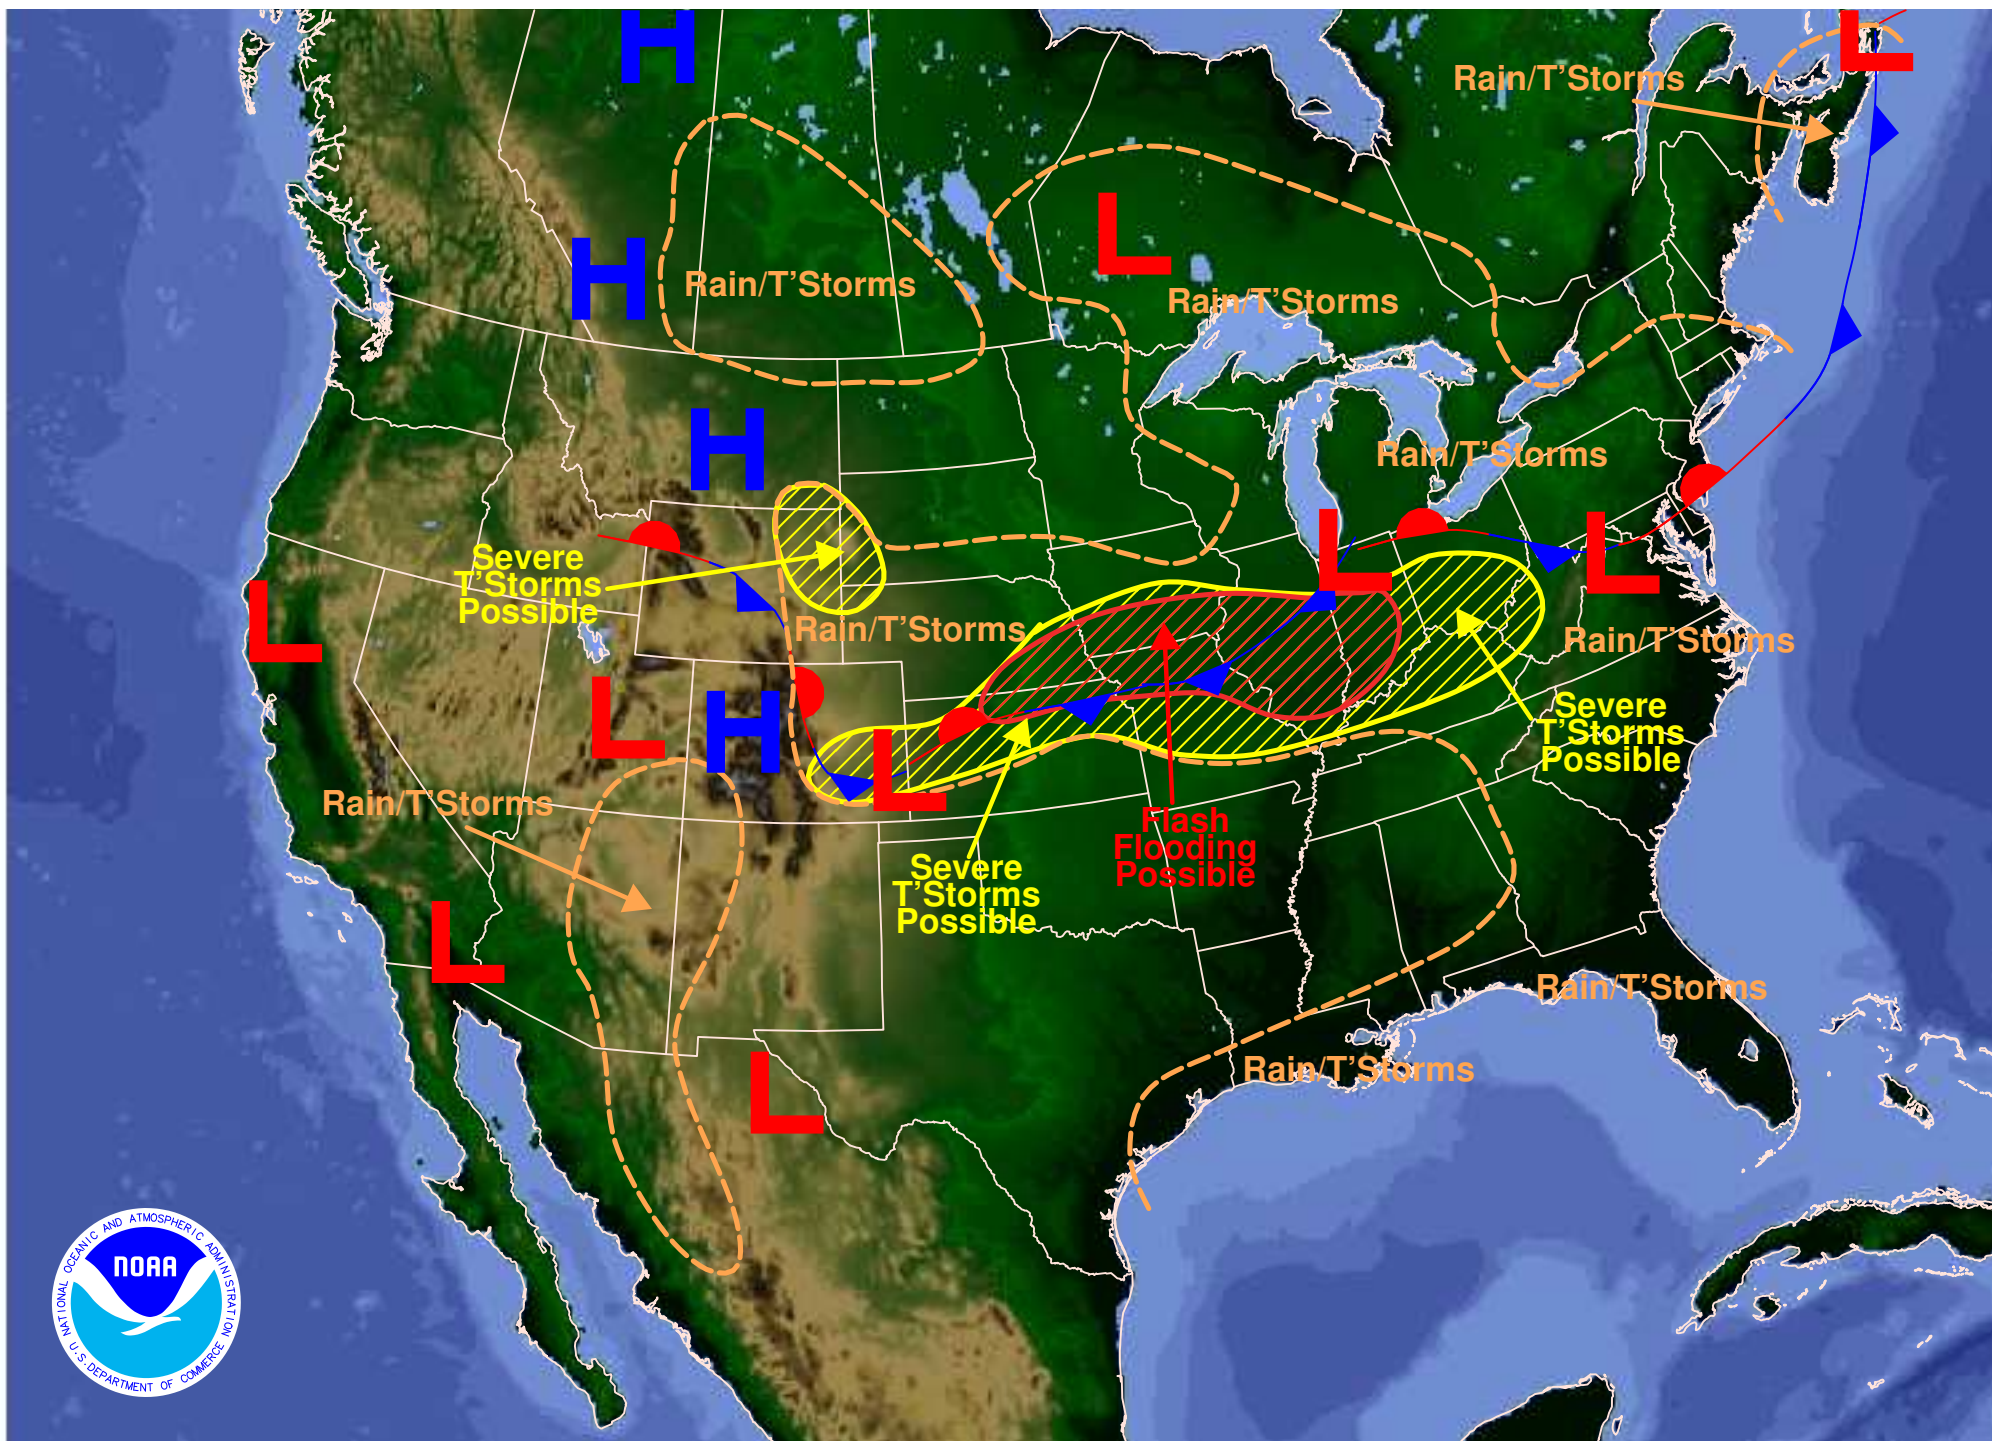 H
L
Rain/T'Storms
Rain/T'Storms
L
H
Rain/T'Storms
Rain/T'Storms
H
Rain/T'Storms
Severe
T'Storms
Possible
L
L
L
Rain/T'Storms
Rain/T'Storms
L
H
L
Severe
T'Storms
Possible
Rain/T'Storms
Flash
Flooding
Possible
Severe
T'Storms
Possible
L
Rain/T'Storms
Rain/T'Storms
L
NATIONAL OCEANIC AND ATMOSPHERIC ADMINISTRATION
NOAA
U.S. DEPARTMENT OF COMMERCE